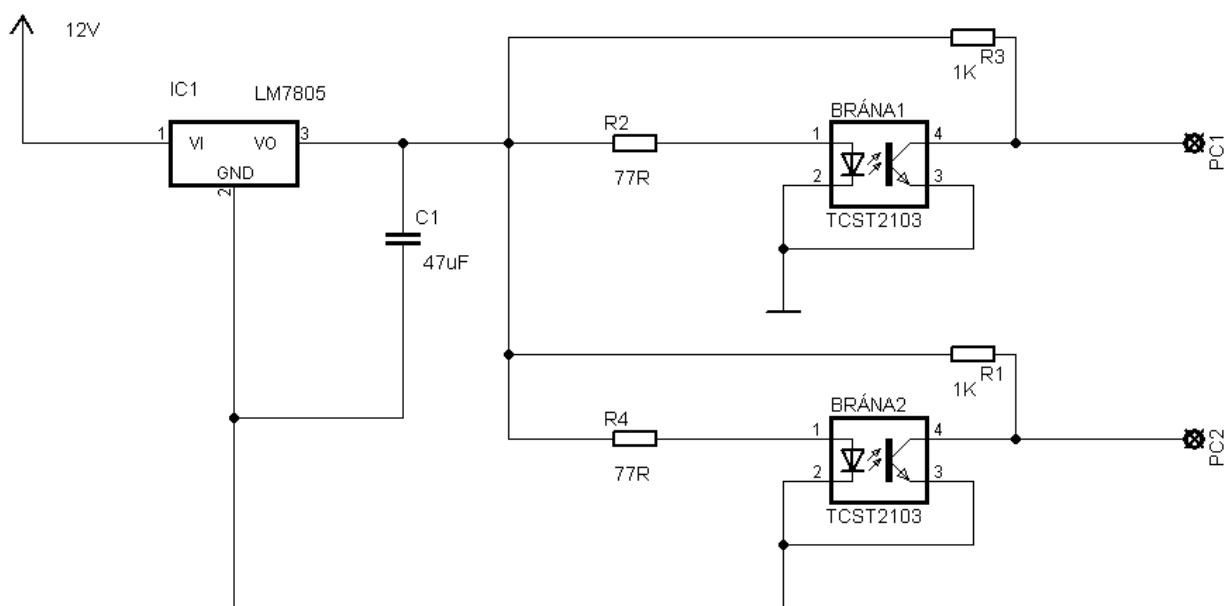 12V
IC1 LM7805
1 VI VO 3
GND
2
C1
47uF
R3
1K
BRÁNA1
R2
77R
1 4
2 3
TCST2103
PC1
R1
1K
BRÁNA2
R4
77R
1 4
2 3
TCST2103
PC2